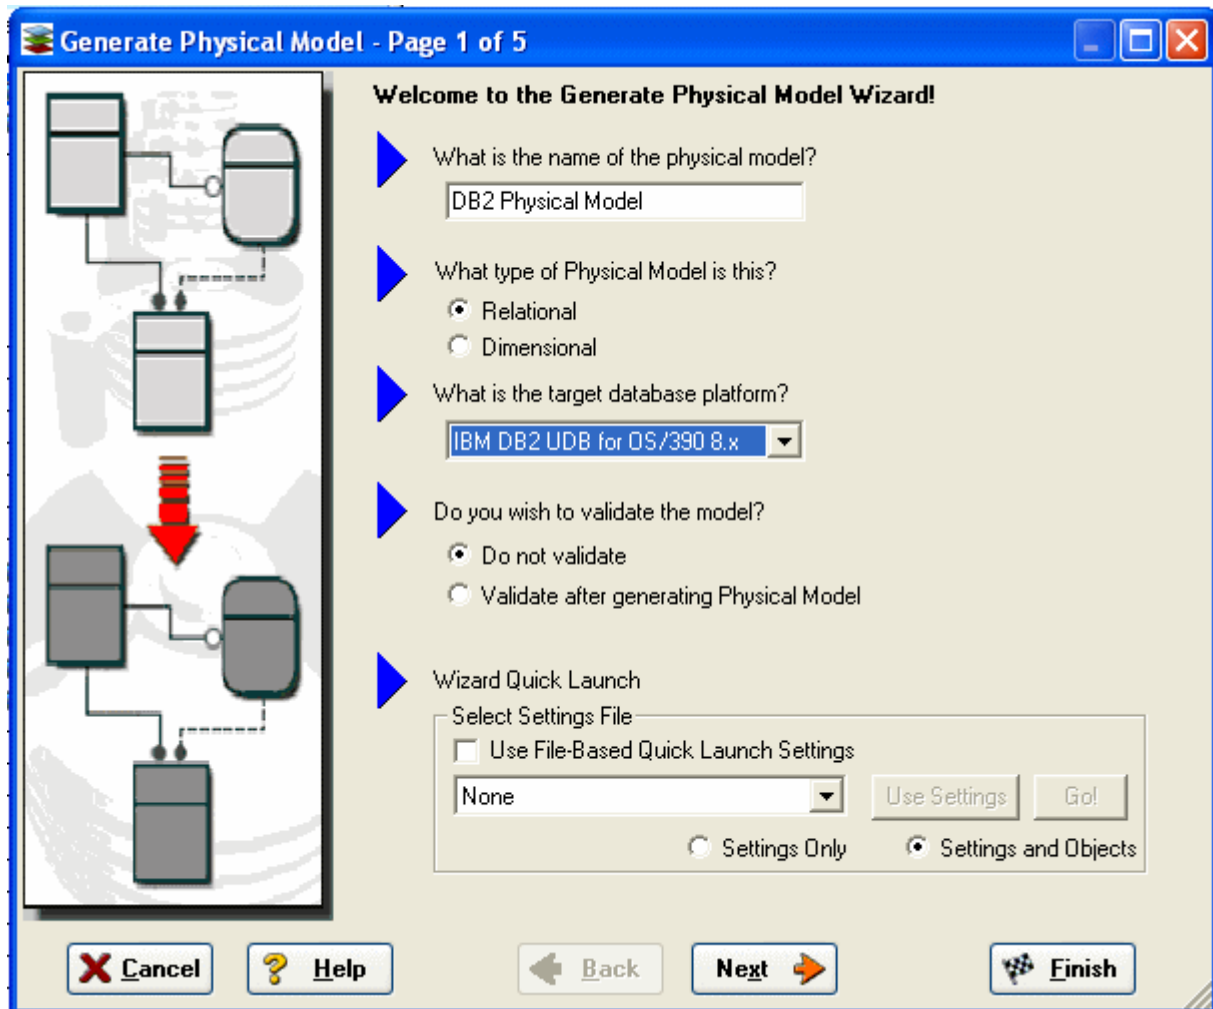 Generate Physical Model - Page 1 of 5
Welcome to the Generate Physical Model Wizard!
What is the name of the physical model?
DB2 Physical Model
What type of Physical Model is this?
Relational
Dimensional
What is the target database platform?
IBM DB2 UDB for OS/390 8.x
Do you wish to validate the model?
Do not validate
Validate after generating Physical Model
Wizard Quick Launch
Select Settings File
Use File-Based Quick Launch Settings
None
Use Settings
Go!
Settings Only
Settings and Objects
Cancel
Help
Back
Next
Finish